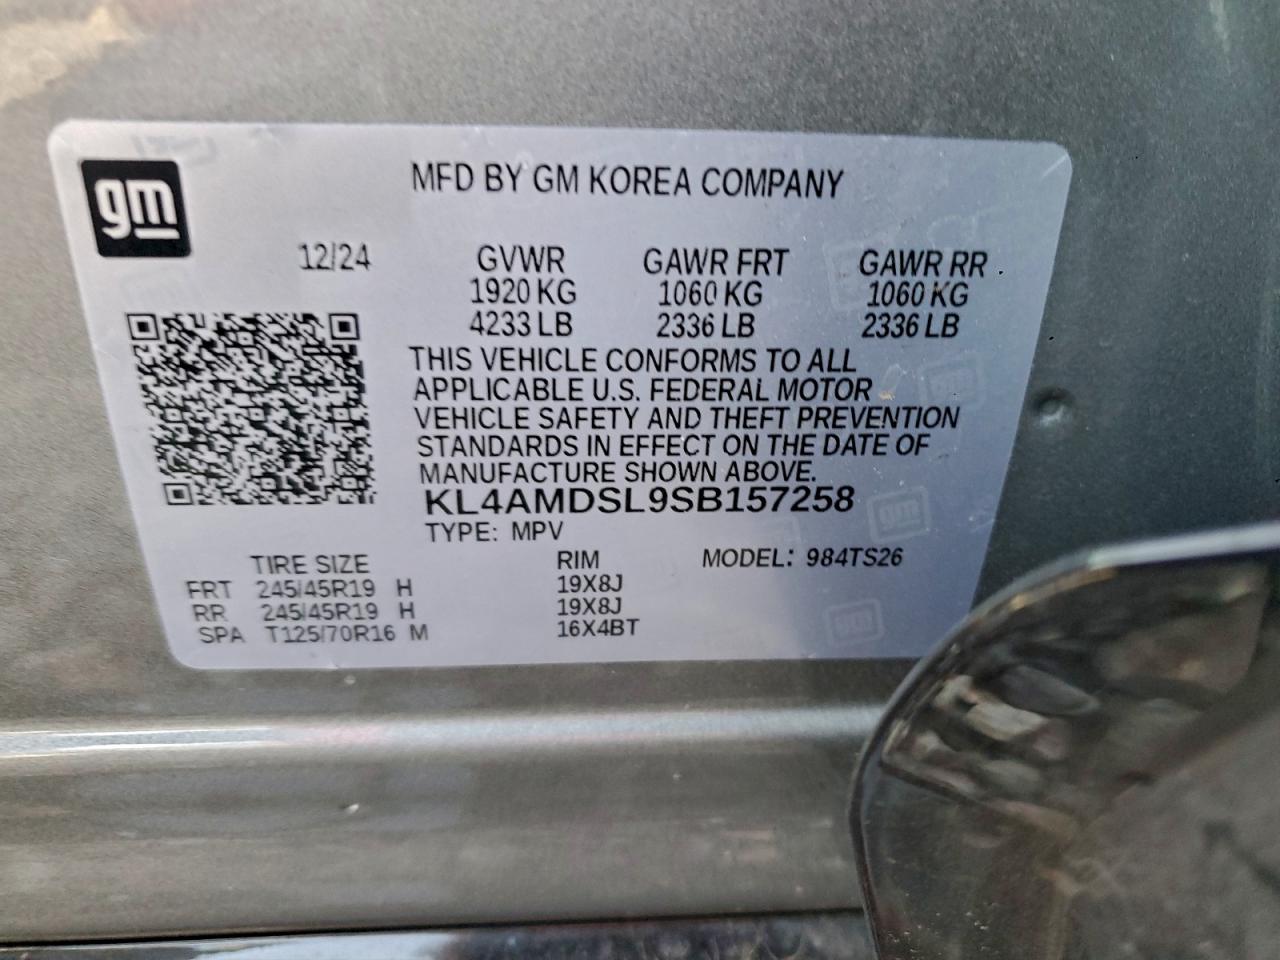 gm
MFD BY GM KOREA COMPANY
12/24 GVWR GAWR FRT GAWR RR
1920 KG 1060 KG 1060 KG
4233 LB 2336 LB 2336 LB
THIS VEHICLE CONFORMS TO ALL
APPLICABLE U.S. FEDERAL MOTOR
VEHICLE SAFETY AND THEFT PREVENTION
STANDARDS IN EFFECT ON THE DATE OF
MANUFACTURE SHOWN ABOVE.
KL4AMDSL9SB157258
TYPE: MPV
TIRE SIZE RIM MODEL: 984TS26
FRT 245/45R19 H 19X8J
RR 245/45R19 H 19X8J
SPA T125/70R16 M 16X4BT